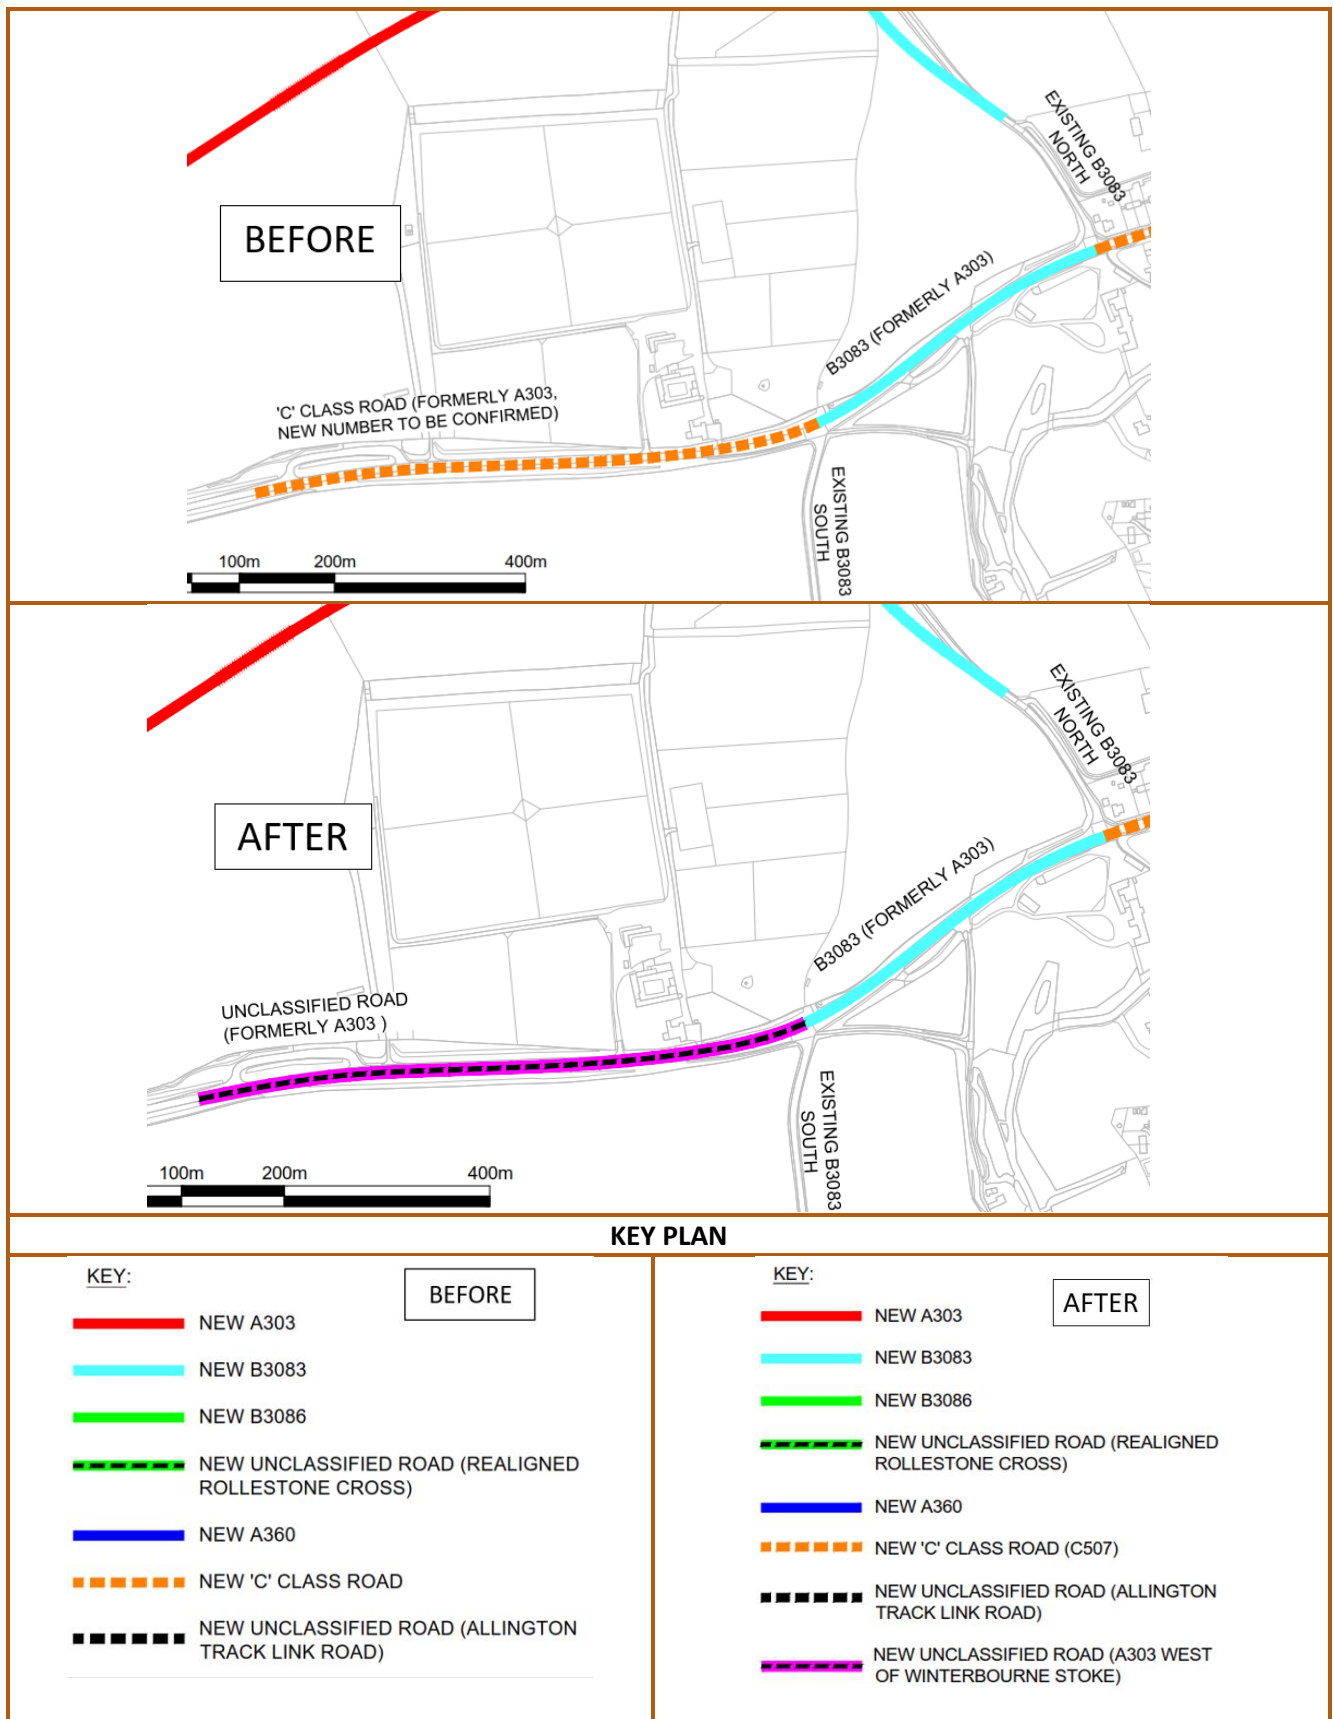 BEFORE
EXISTING B3083
NORTH
B3083 (FORMERLY A303)
'C' CLASS ROAD (FORMERLY A303,
NEW NUMBER TO BE CONFIRMED)
EXISTING B3083
SOUTH
100m 200m 400m
AFTER
EXISTING B3083
NORTH
B3083 (FORMERLY A303)
UNCLASSIFIED ROAD
(FORMERLY A303 )
EXISTING B3083
SOUTH
100m 200m 400m
KEY PLAN
KEY:
BEFORE
NEW A303
NEW B3083
NEW B3086
NEW UNCLASSIFIED ROAD (REALIGNED
ROLLESTONE CROSS)
NEW A360
NEW 'C' CLASS ROAD
NEW UNCLASSIFIED ROAD (ALLINGTON
TRACK LINK ROAD)
KEY:
AFTER
NEW A303
NEW B3083
NEW B3086
NEW UNCLASSIFIED ROAD (REALIGNED
ROLLESTONE CROSS)
NEW A360
NEW 'C' CLASS ROAD (C507)
NEW UNCLASSIFIED ROAD (ALLINGTON
TRACK LINK ROAD)
NEW UNCLASSIFIED ROAD (A303 WEST
OF WINTERBOURNE STOKE)